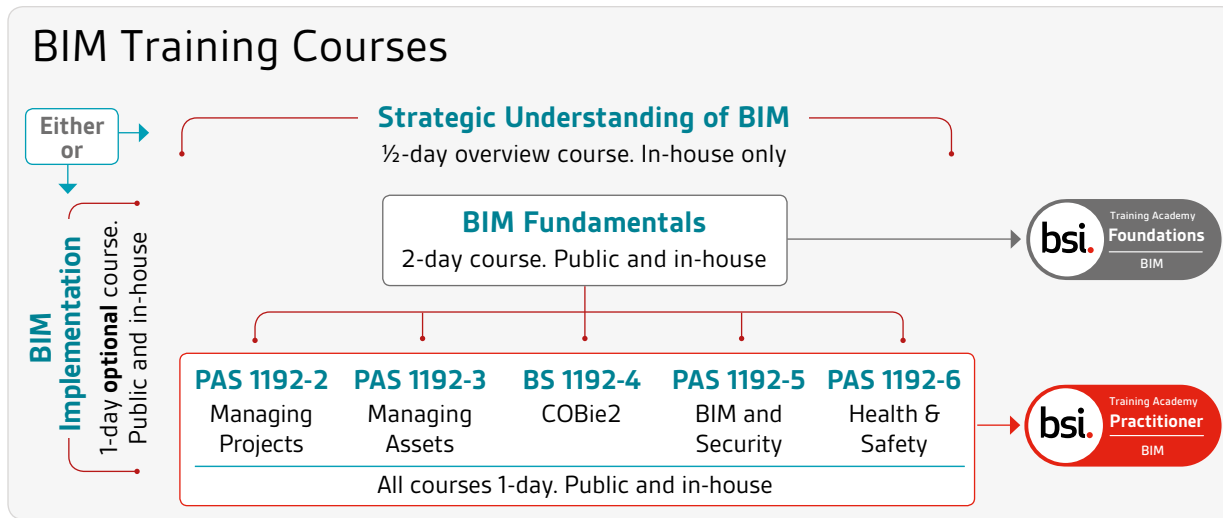 BIM Training Courses
Either
or
Strategic Understanding of BIM
½-day overview course. In-house only
BIM
Implementation
1-day optional course.
Public and in-house
BIM Fundamentals
2-day course. Public and in-house
bsi.
Training Academy
Foundations
BIM
PAS 1192-2
Managing
Projects
PAS 1192-3
Managing
Assets
BS 1192-4
COBie2
PAS 1192-5
BIM and
Security
PAS 1192-6
Health &
Safety
All courses 1-day. Public and in-house
bsi.
Training Academy
Practitioner
BIM